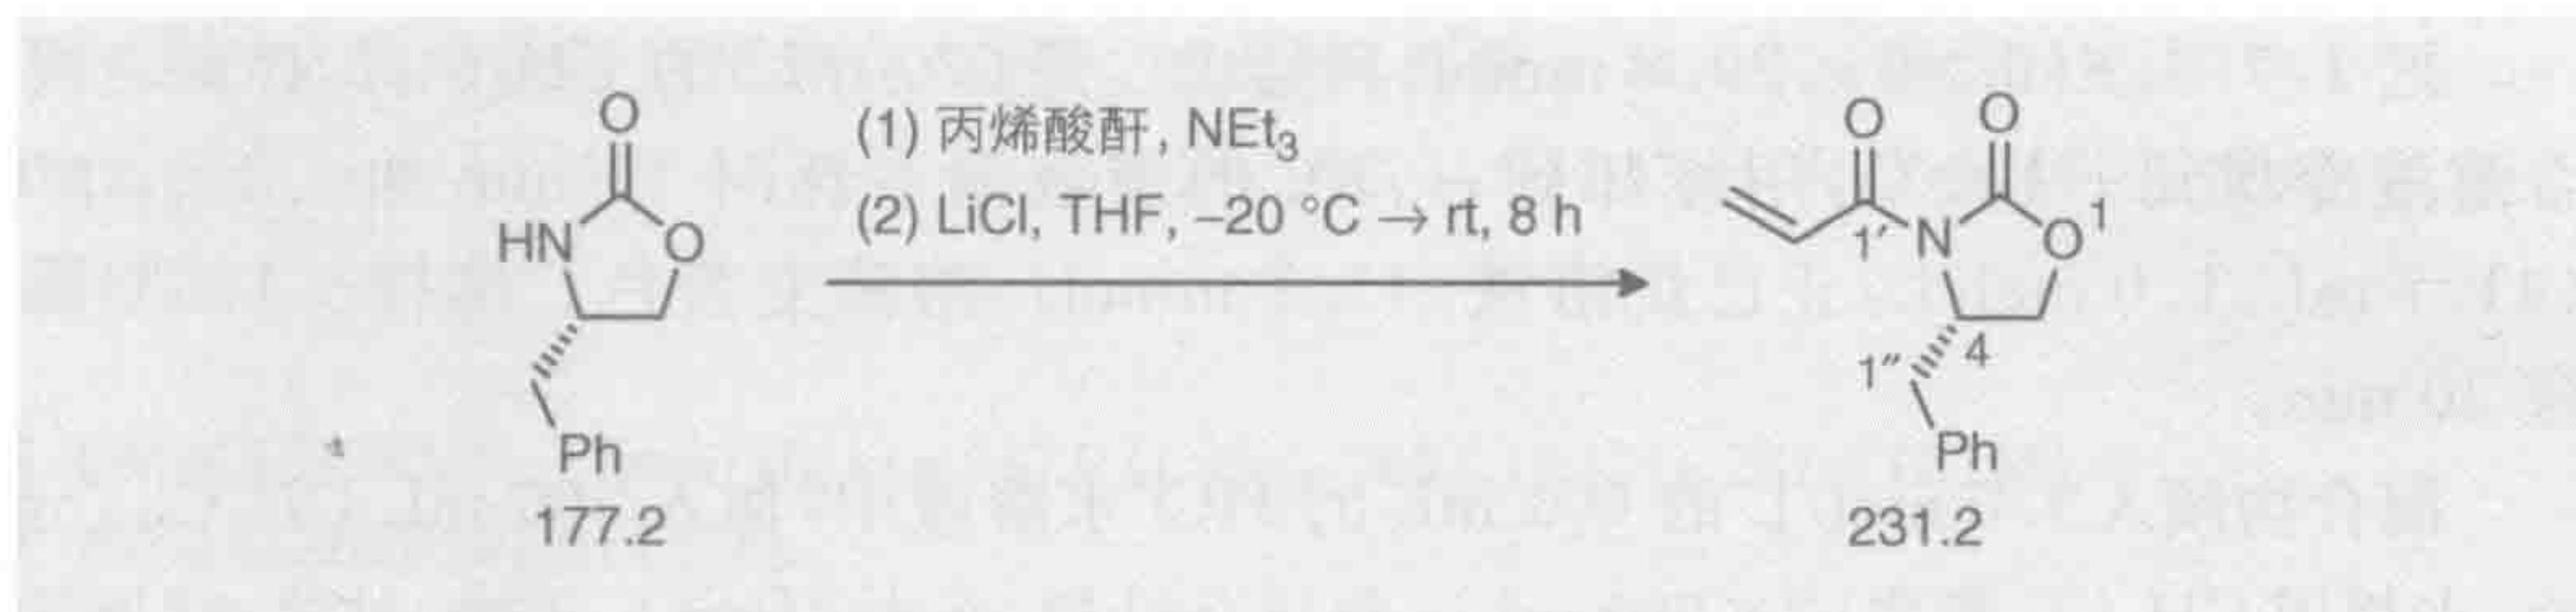 O
HN
O
Ph
177.2
(1) 丙烯酸酐, NEt₃
(2) LiCl, THF, –20 °C → rt, 8 h
O
O
1′
N
O
1
1″
4
Ph
231.2